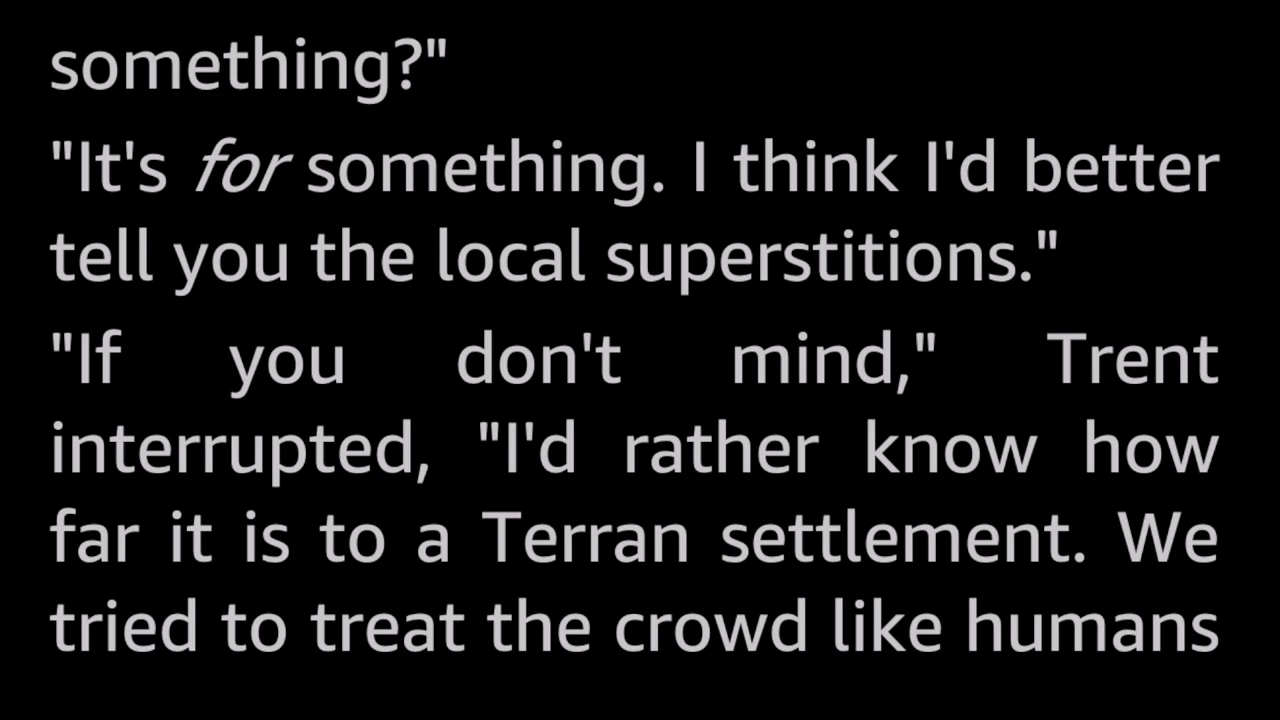 something?"
"It's for something. I think I'd better
tell you the local superstitions."
"If you don't mind," Trent
interrupted, "I'd rather know how
far it is to a Terran settlement. We
tried to treat the crowd like humans